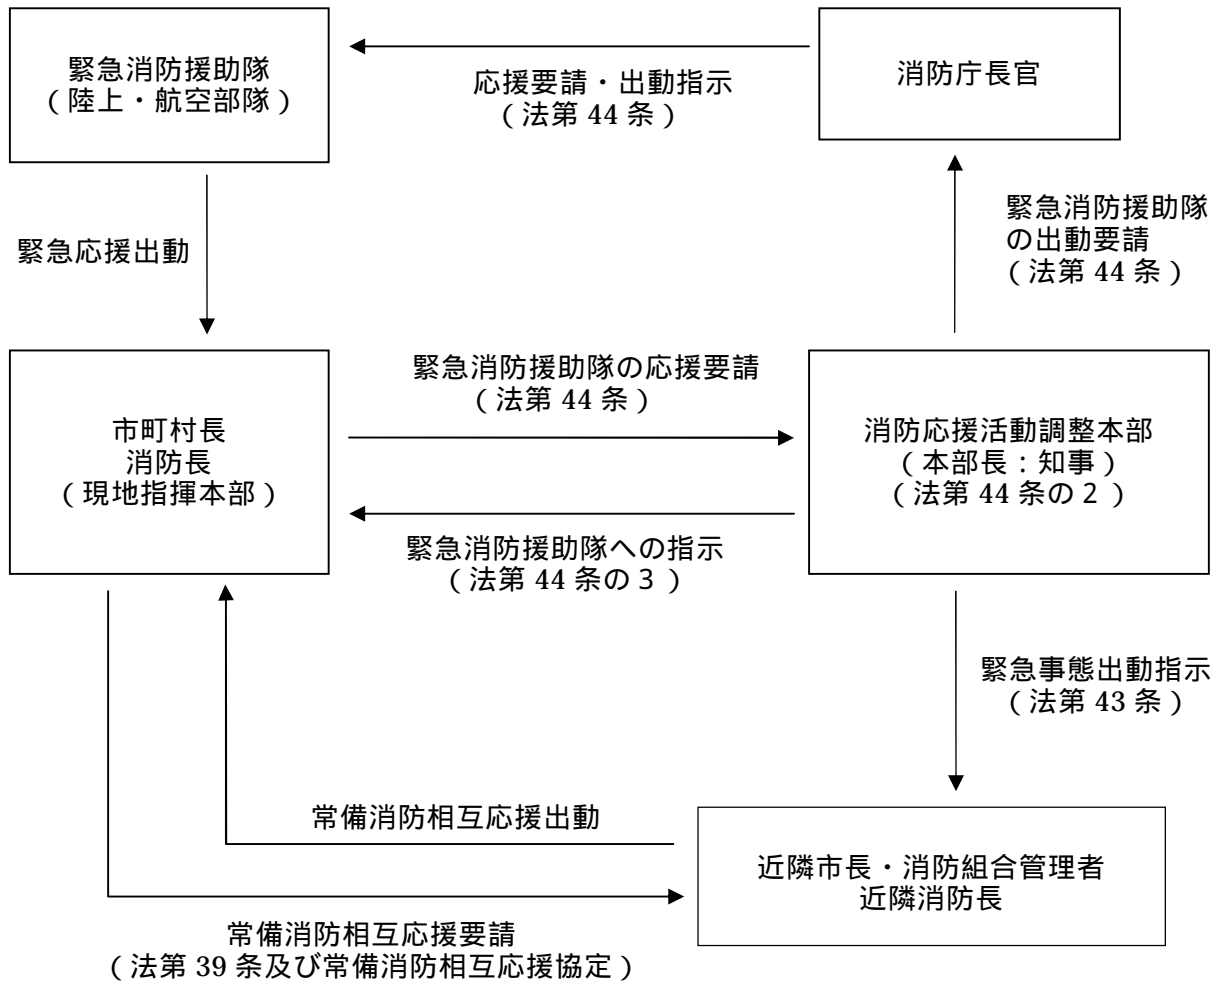 緊急消防援助隊
（陸上・航空部隊）
応援要請・出動指示
（法第 44 条）
消防庁長官
緊急応援出動
緊急消防援助隊
の出動要請
（法第 44 条）
市町村長
消防長
（現地指揮本部）
緊急消防援助隊の応援要請
（法第 44 条）
消防応援活動調整本部
（本部長：知事）
（法第 44 条の２）
緊急消防援助隊への指示
（法第 44 条の３）
緊急事態出動指示
（法第 43 条）
常備消防相互応援出動
近隣市長・消防組合管理者
近隣消防長
常備消防相互応援要請
（法第 39 条及び常備消防相互応援協定）